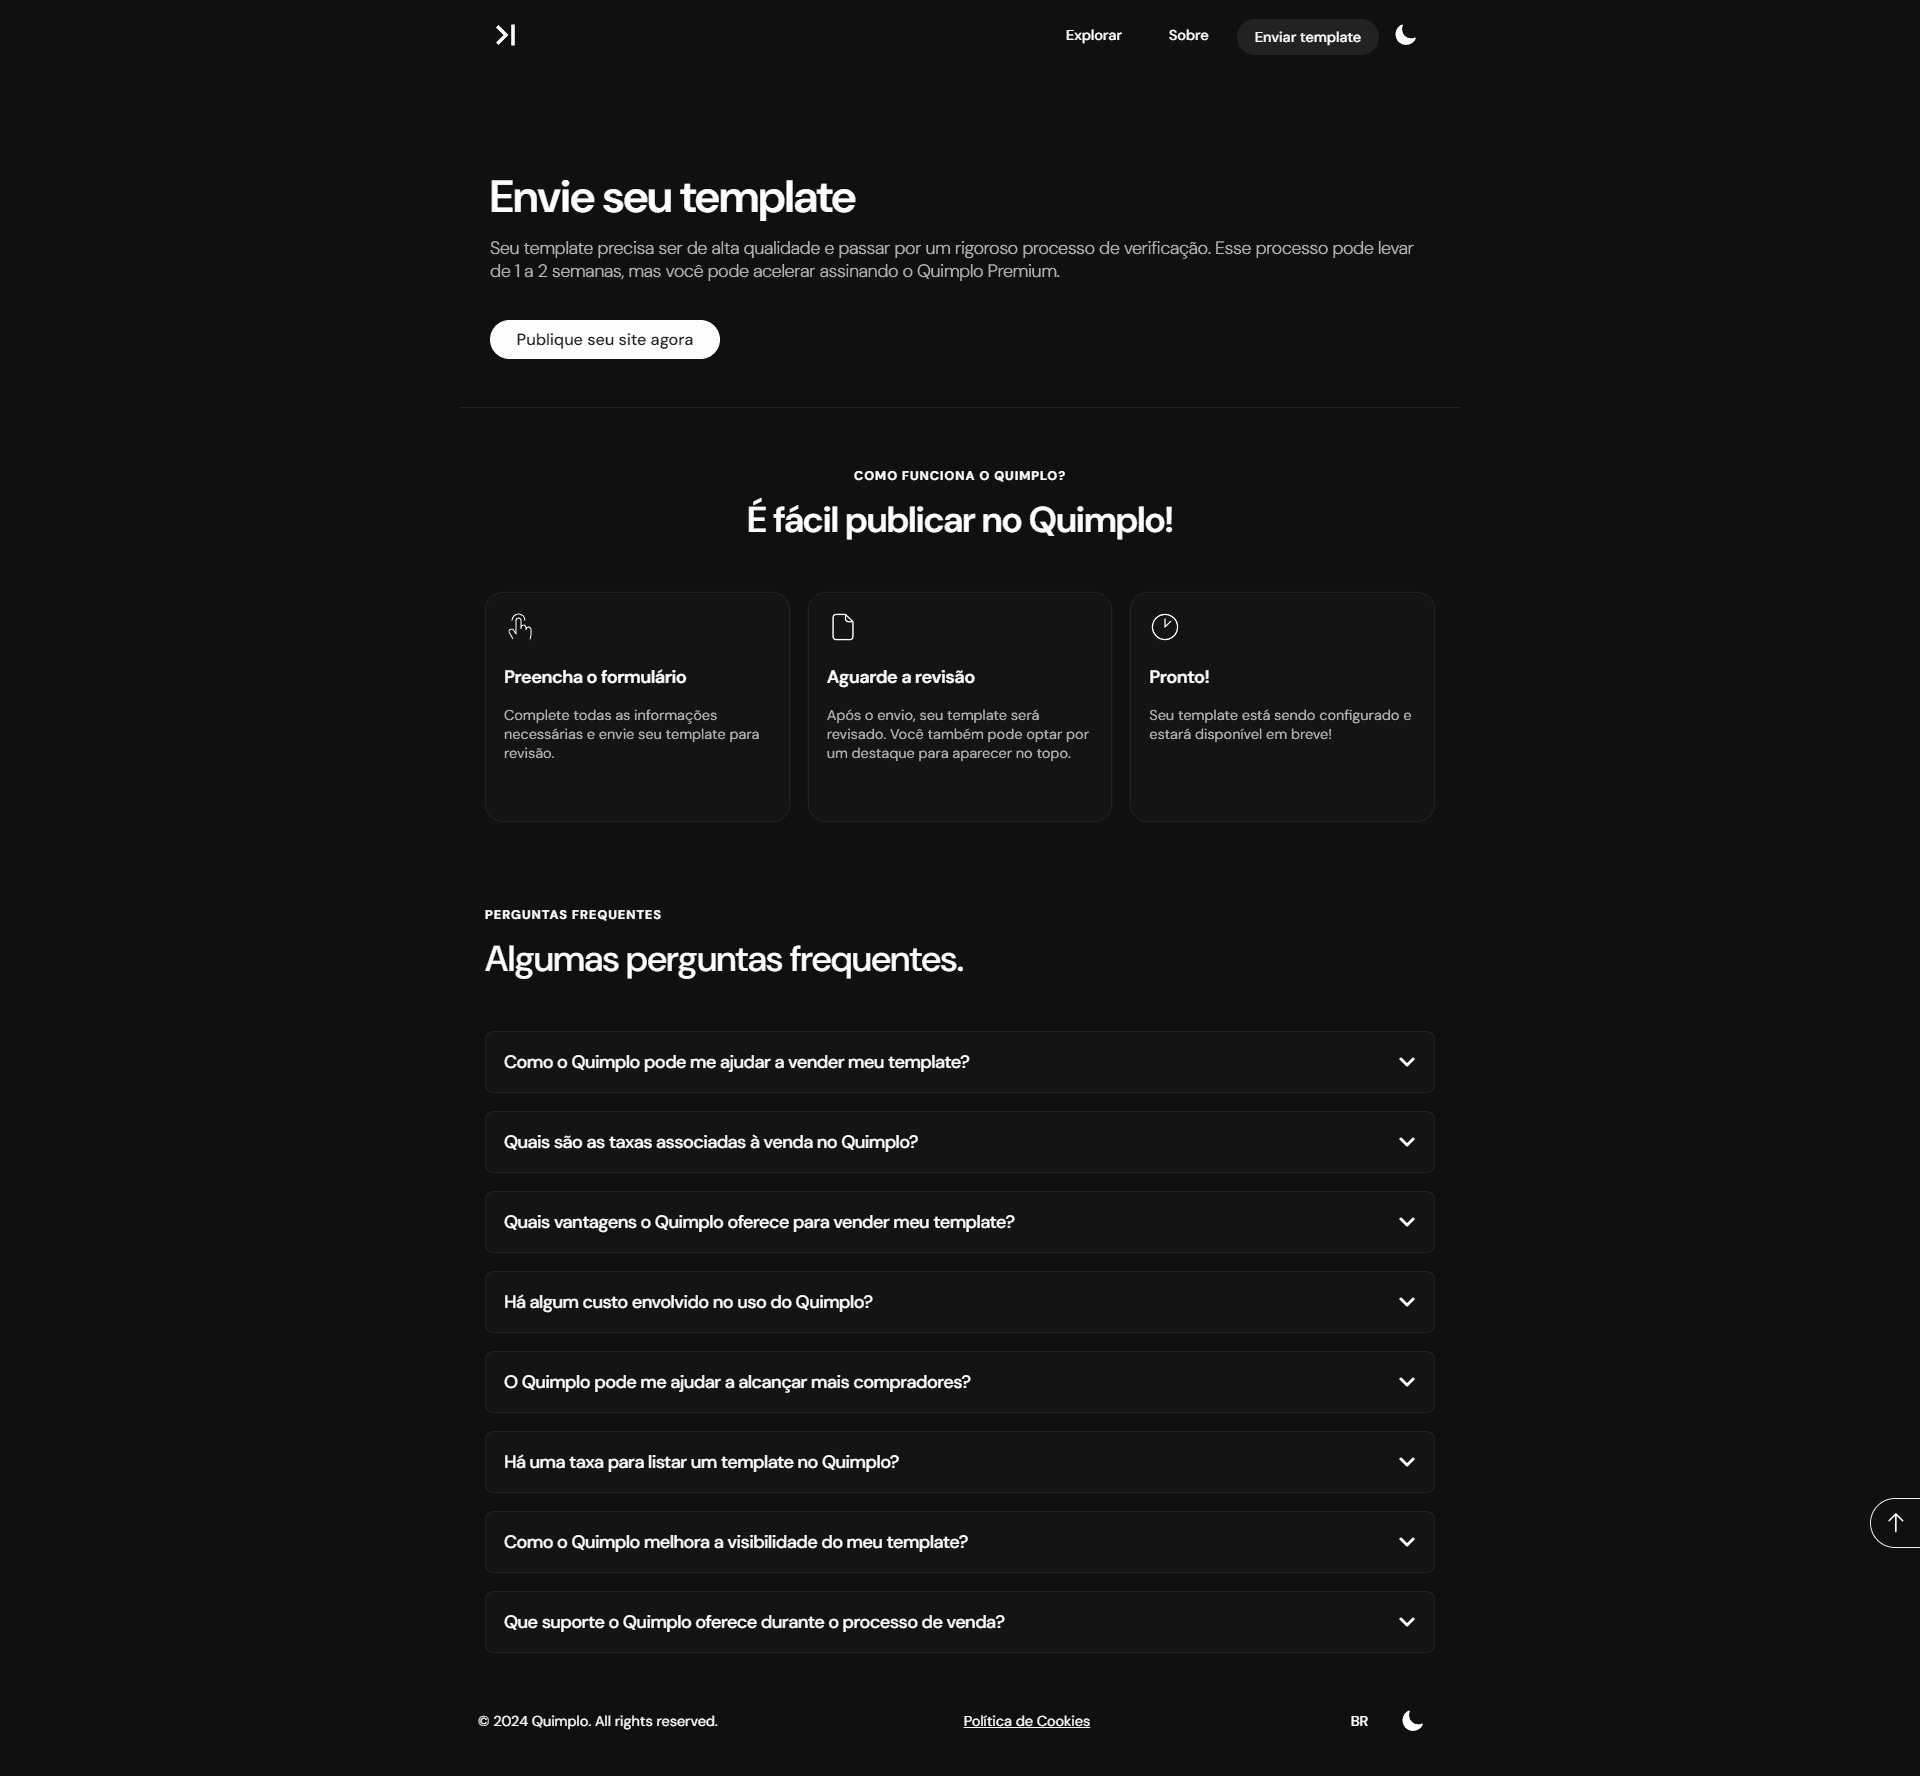 Explorar
Sobre
Enviar template
Envie seu template
Seu template precisa ser de alta qualidade e passar por um rigoroso processo de verificação. Esse processo pode levar
de 1 a 2 semanas, mas você pode acelerar assinando o Quimplo Premium.
Publique seu site agora
COMO FUNCIONA O QUIMPLO?
É fácil publicar no Quimplo!
Preencha o formulário
Complete todas as informações
necessárias e envie seu template para
revisão.
Aguarde a revisão
Após o envio, seu template será
revisado. Você também pode optar por
um destaque para aparecer no topo.
Pronto!
Seu template está sendo configurado e
estará disponível em breve!
PERGUNTAS FREQUENTES
Algumas perguntas frequentes.
Como o Quimplo pode me ajudar a vender meu template?
Quais são as taxas associadas à venda no Quimplo?
Quais vantagens o Quimplo oferece para vender meu template?
Há algum custo envolvido no uso do Quimplo?
O Quimplo pode me ajudar a alcançar mais compradores?
Há uma taxa para listar um template no Quimplo?
Como o Quimplo melhora a visibilidade do meu template?
Que suporte o Quimplo oferece durante o processo de venda?
© 2024 Quimplo. All rights reserved.
Política de Cookies
BR